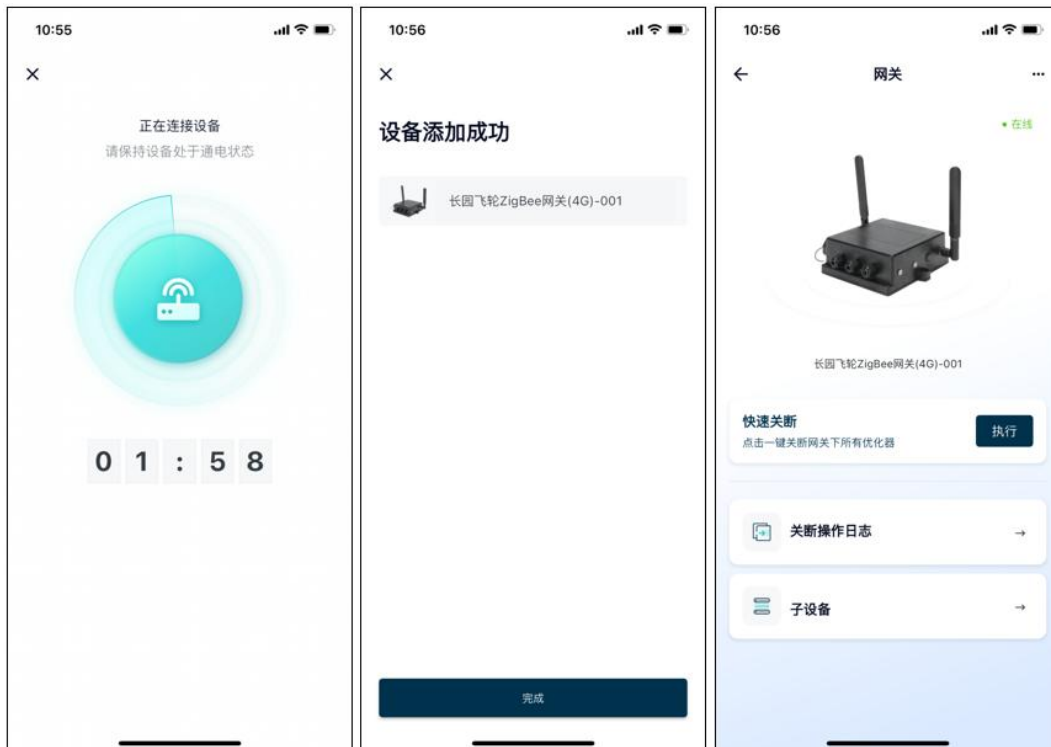 10:55
正在连接设备
请保持设备处于通电状态
01:58
10:56
设备添加成功
长园飞轮ZigBee网关(4G)-001
完成
10:56
网关
在线
长园飞轮ZigBee网关(4G)-001
快速关断
点击一键关断网关下所有优化器
执行
关断操作日志
子设备